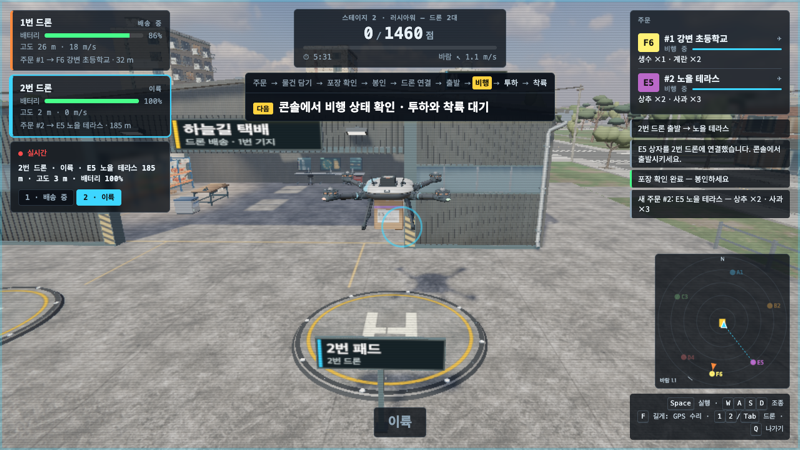 1번 드론 배송 중
배터리 86%
고도 26 m · 18 m/s
주문 #1 → F6 강변 초등학교 · 32 m
2번 드론 이륙
배터리 100%
고도 2 m · 0 m/s
주문 #2 → E5 노을 테라스 · 185 m
실시간
2번 드론 · 이륙 · E5 노을 테라스 185
m · 고도 3 m · 배터리 100%
1 · 배송 중 2 · 이륙
스테이지 2 · 러시아워 — 드론 2대
0/1460점
5:31 바람 ↖ 1.1 m/s
주문 → 물건 담기 → 포장 확인 → 봉인 → 드론 연결 → 출발 → 비행 → 투하 → 착륙
다음 콘솔에서 비행 상태 확인 · 투하와 착륙 대기
하늘길 택배
드론 배송 · 1번 기지
2번 패드
2번 드론
이륙
주문
F6 #1 강변 초등학교
비행 중
생수 ×1 · 계란 ×2
E5 #2 노을 테라스
비행 중
상추 ×2 · 사과 ×3
2번 드론 출발 → 노을 테라스
E5 상자를 2번 드론에 연결했습니다. 콘솔에서
출발시키세요.
포장 확인 완료 — 봉인하세요
새 주문 #2: E5 노을 테라스 — 상추 ×2 · 사과
×3
N
A1
C3
B2
E5
F6
바람 1.1
Space 실행 · W A S D 조종
F 길게: GPS 수리 · 1 2 / Tab 드론 ·
Q 나가기